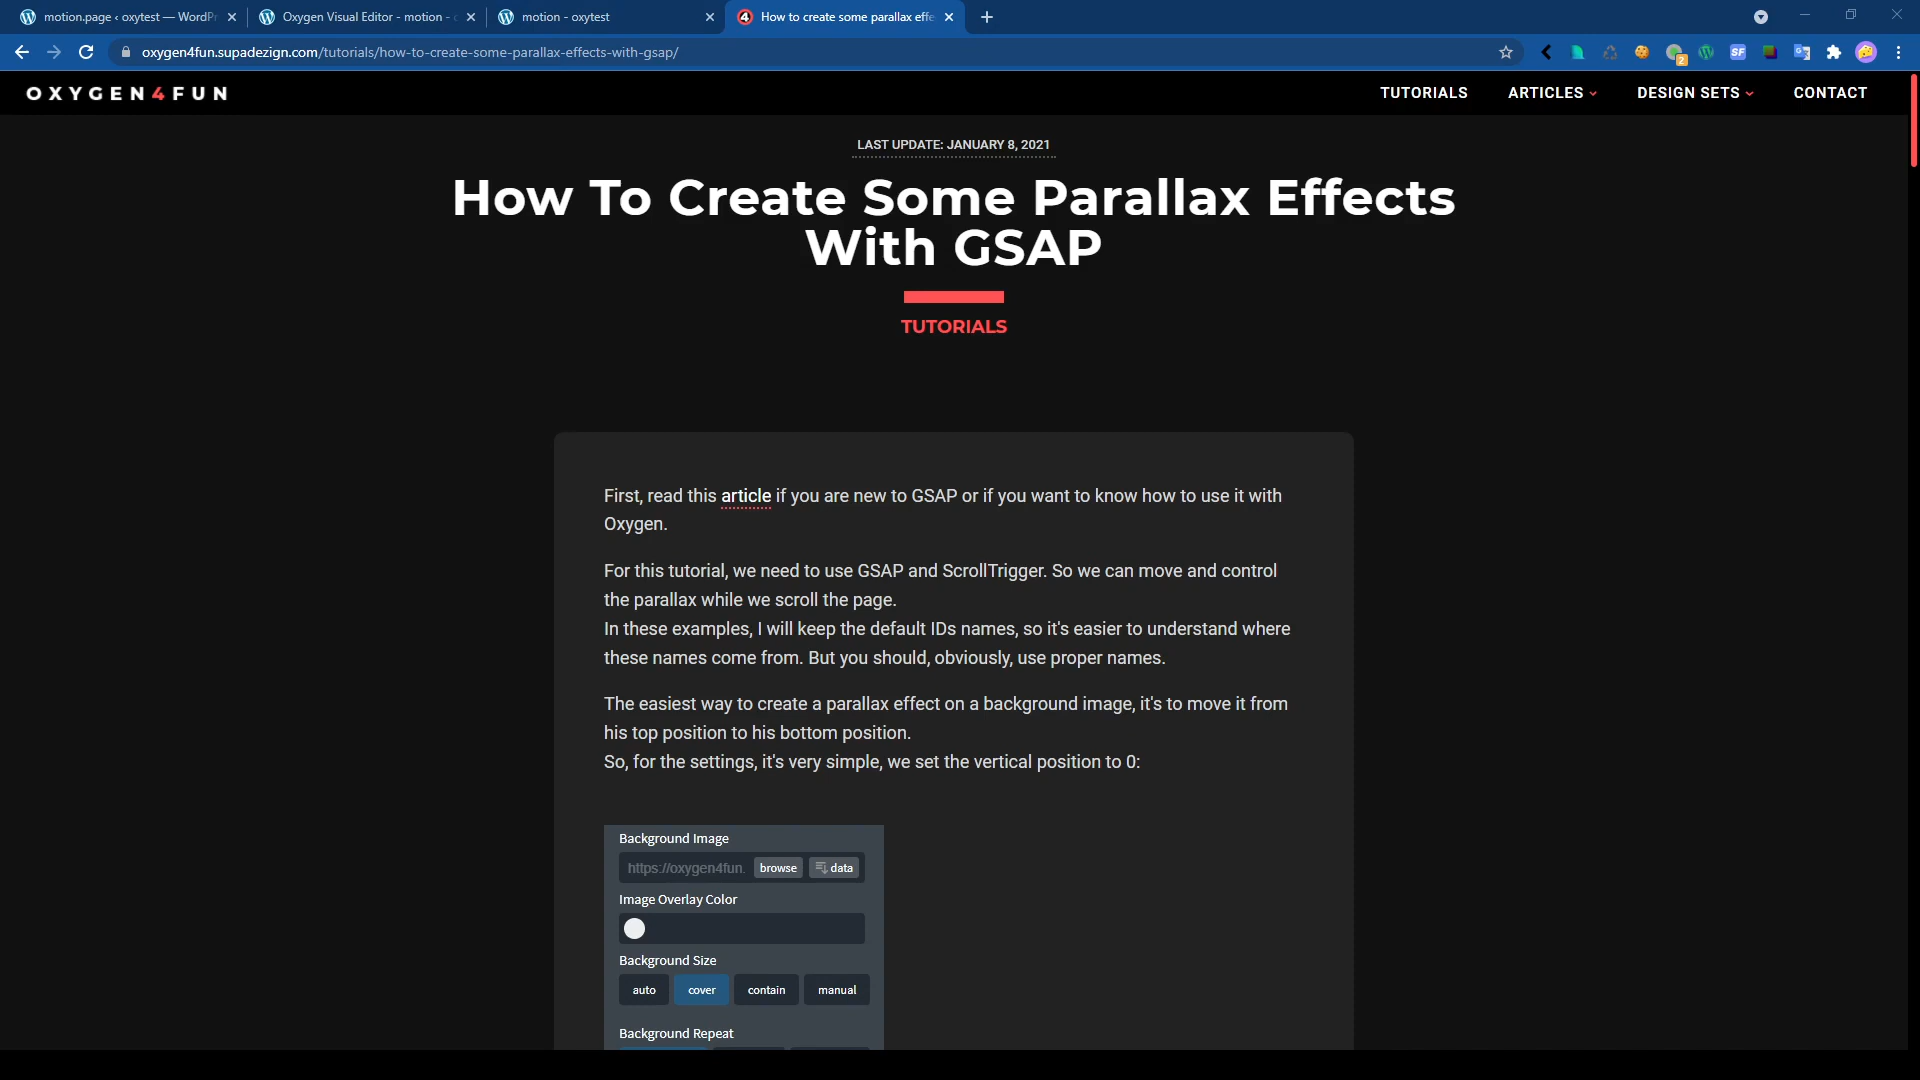 motion.page ‹ oxytest — WordPr
Oxygen Visual Editor - motion -
motion - oxytest
How to create some parallax effe
oxygen4fun.supadezign.com/tutorials/how-to-create-some-parallax-effects-with-gsap/
SF
2
OXYGEN4FUN
TUTORIALS
ARTICLES
DESIGN SETS
CONTACT
LAST UPDATE: JANUARY 8, 2021
How To Create Some Parallax Effects
With GSAP
TUTORIALS
First, read this article if you are new to GSAP or if you want to know how to use it with
Oxygen.
For this tutorial, we need to use GSAP and ScrollTrigger. So we can move and control
the parallax while we scroll the page.
In these examples, I will keep the default IDs names, so it's easier to understand where
these names come from. But you should, obviously, use proper names.
The easiest way to create a parallax effect on a background image, it's to move it from
his top position to his bottom position.
So, for the settings, it's very simple, we set the vertical position to 0:
Background Image
https://oxygen4fun. browse data
Image Overlay Color
Background Size
auto cover contain manual
Background Repeat